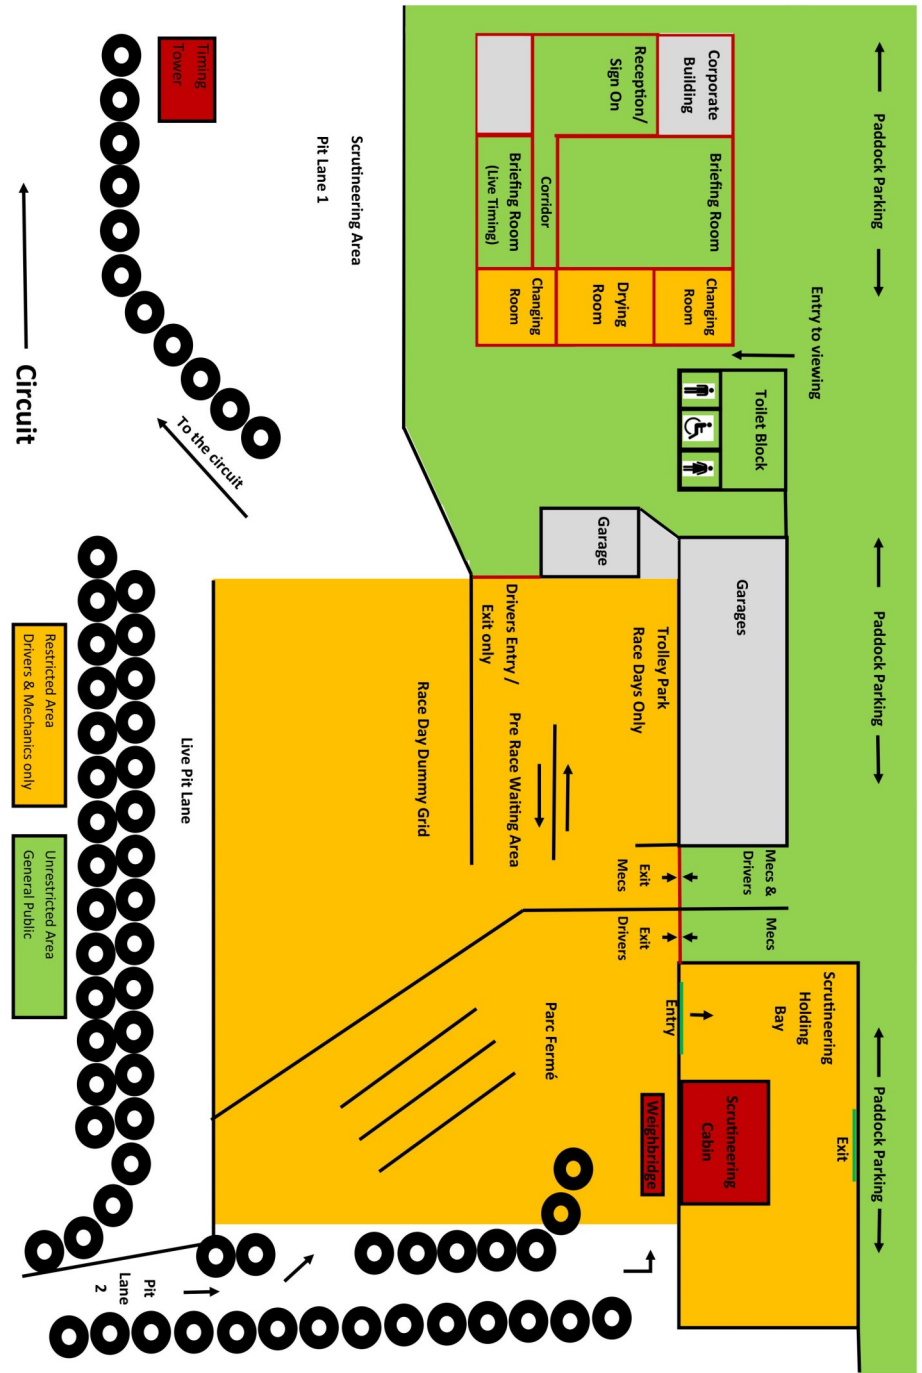 Paddock Parking
Paddock Parking
Paddock Parking
Corporate
Building
Reception/
Sign On
Briefing Room
Corridor
Briefing Room
(Live Timing)
Changing
Room
Drying
Room
Changing
Room
Entry to viewing
Toilet Block
Garage
Garages
Mecs &
Drivers
Mecs
Exit
Mecs
Exit
Drivers
Scrutineering
Holding
Bay
Entry
Exit
Scrutineering
Cabin
Weighbridge
Trolley Park
Race Days Only
Drivers Entry /
Exit only
Pre Race Waiting Area
Race Day Dummy Grid
Parc Fermé
Scrutineering Area
Pit Lane 1
Timing
Tower
To the circuit
Circuit
Live Pit Lane
Pit
Lane
2
Restricted Area
Drivers & Mechanics only
Unrestricted Area
General Public